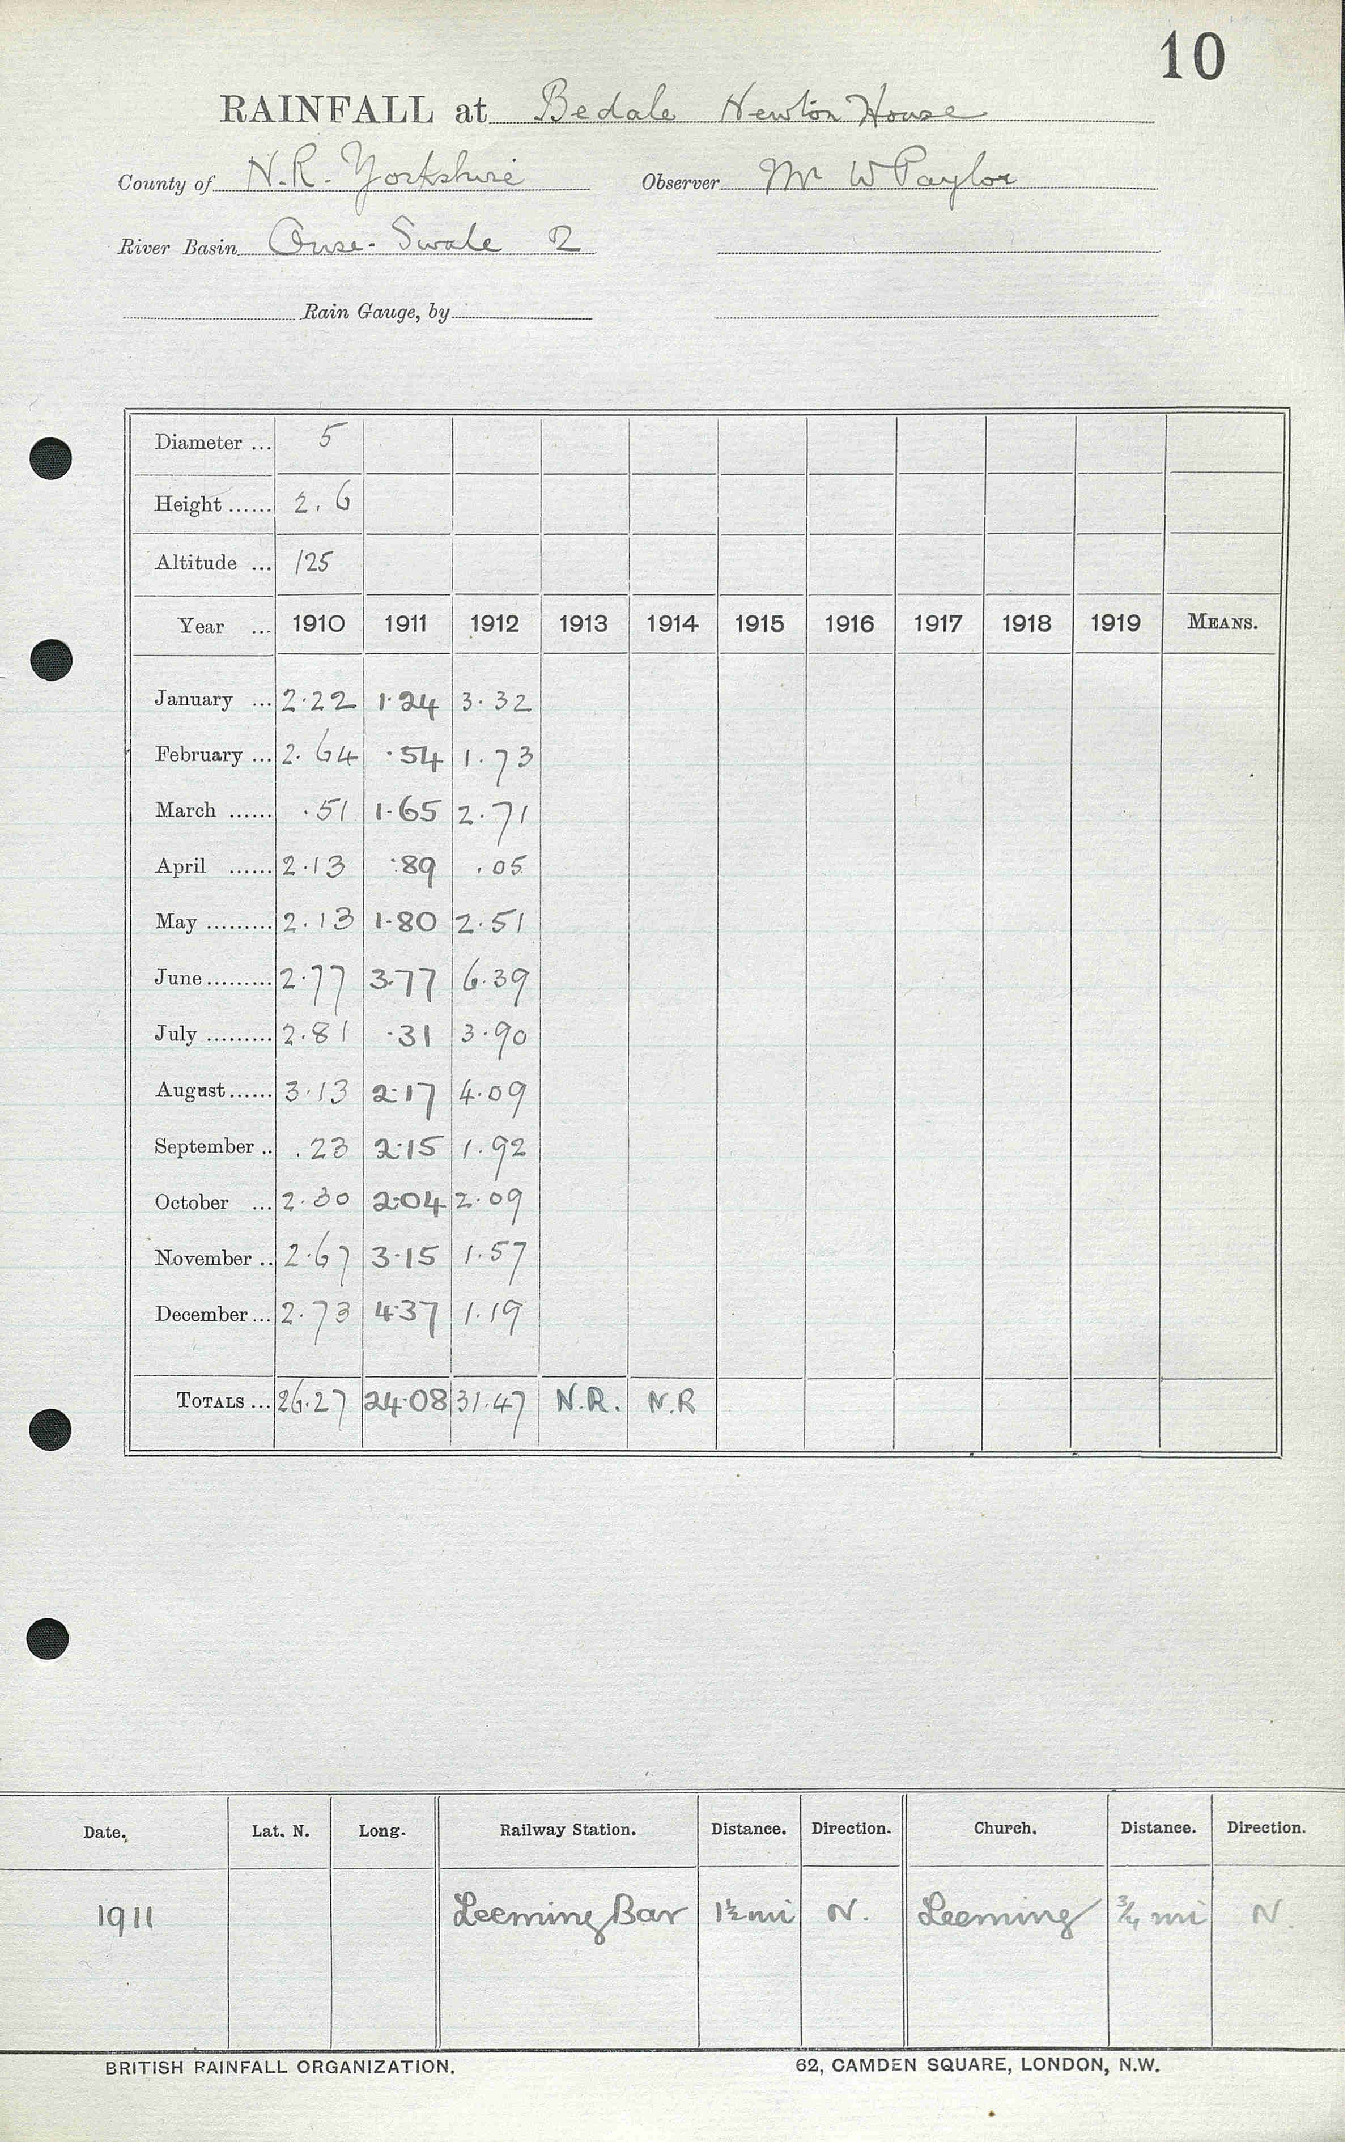 10
RAINFALL at Bedale Newton House
County of N.R. Yorkshire Observer Mr W Paylor
River Basin Ouse-Swale 2
Rain Gauge, by
Diameter ... 5
Height ...... 2.6
Altitude ... 125
Year ... 1910 1911 1912 1913 1914 1915 1916 1917 1918 1919 MEANS.
January ... 2.22 1.24 3.32
February ... 2.64 .54 1.73
March ...... .51 1.65 2.71
April ...... 2.13 .89 .05
May ......... 2.13 1.80 2.51
June ......... 2.77 3.77 6.39
July ......... 2.81 .31 3.90
August ...... 3.13 2.17 4.09
September .. .23 2.15 1.92
October ... 2.30 2.04 2.09
November .. 2.67 3.15 1.57
December ... 2.73 4.37 1.19
TOTALS ... 26.27 24.08 31.47 N.R. N.R
Date. Lat. N. Long. Railway Station. Distance. Direction. Church. Distance. Direction.
1911 Leeming Bar 1½ mi N. Leeming ¾ mi N.
BRITISH RAINFALL ORGANIZATION. 62, CAMDEN SQUARE, LONDON, N.W.